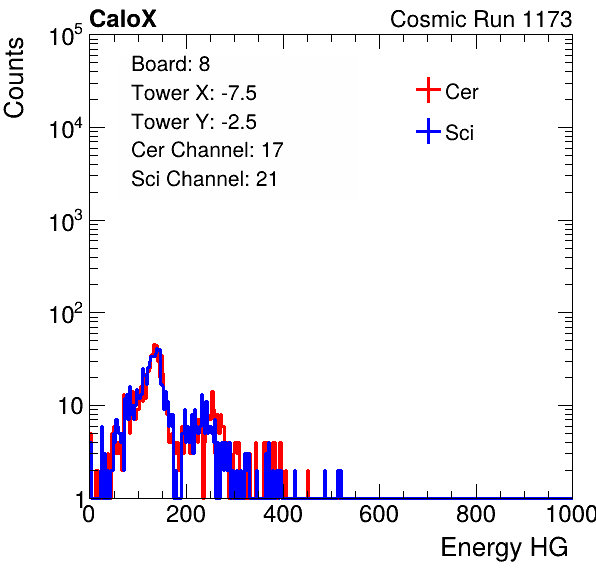 CaloX Cosmic Run 1173
Counts
Board: 8
Tower X: -7.5
Tower Y: -2.5
Cer Channel: 17
Sci Channel: 21
Cer
Sci
10^5
10^4
10^3
10^2
10
1
0 200 400 600 800 1000
Energy HG